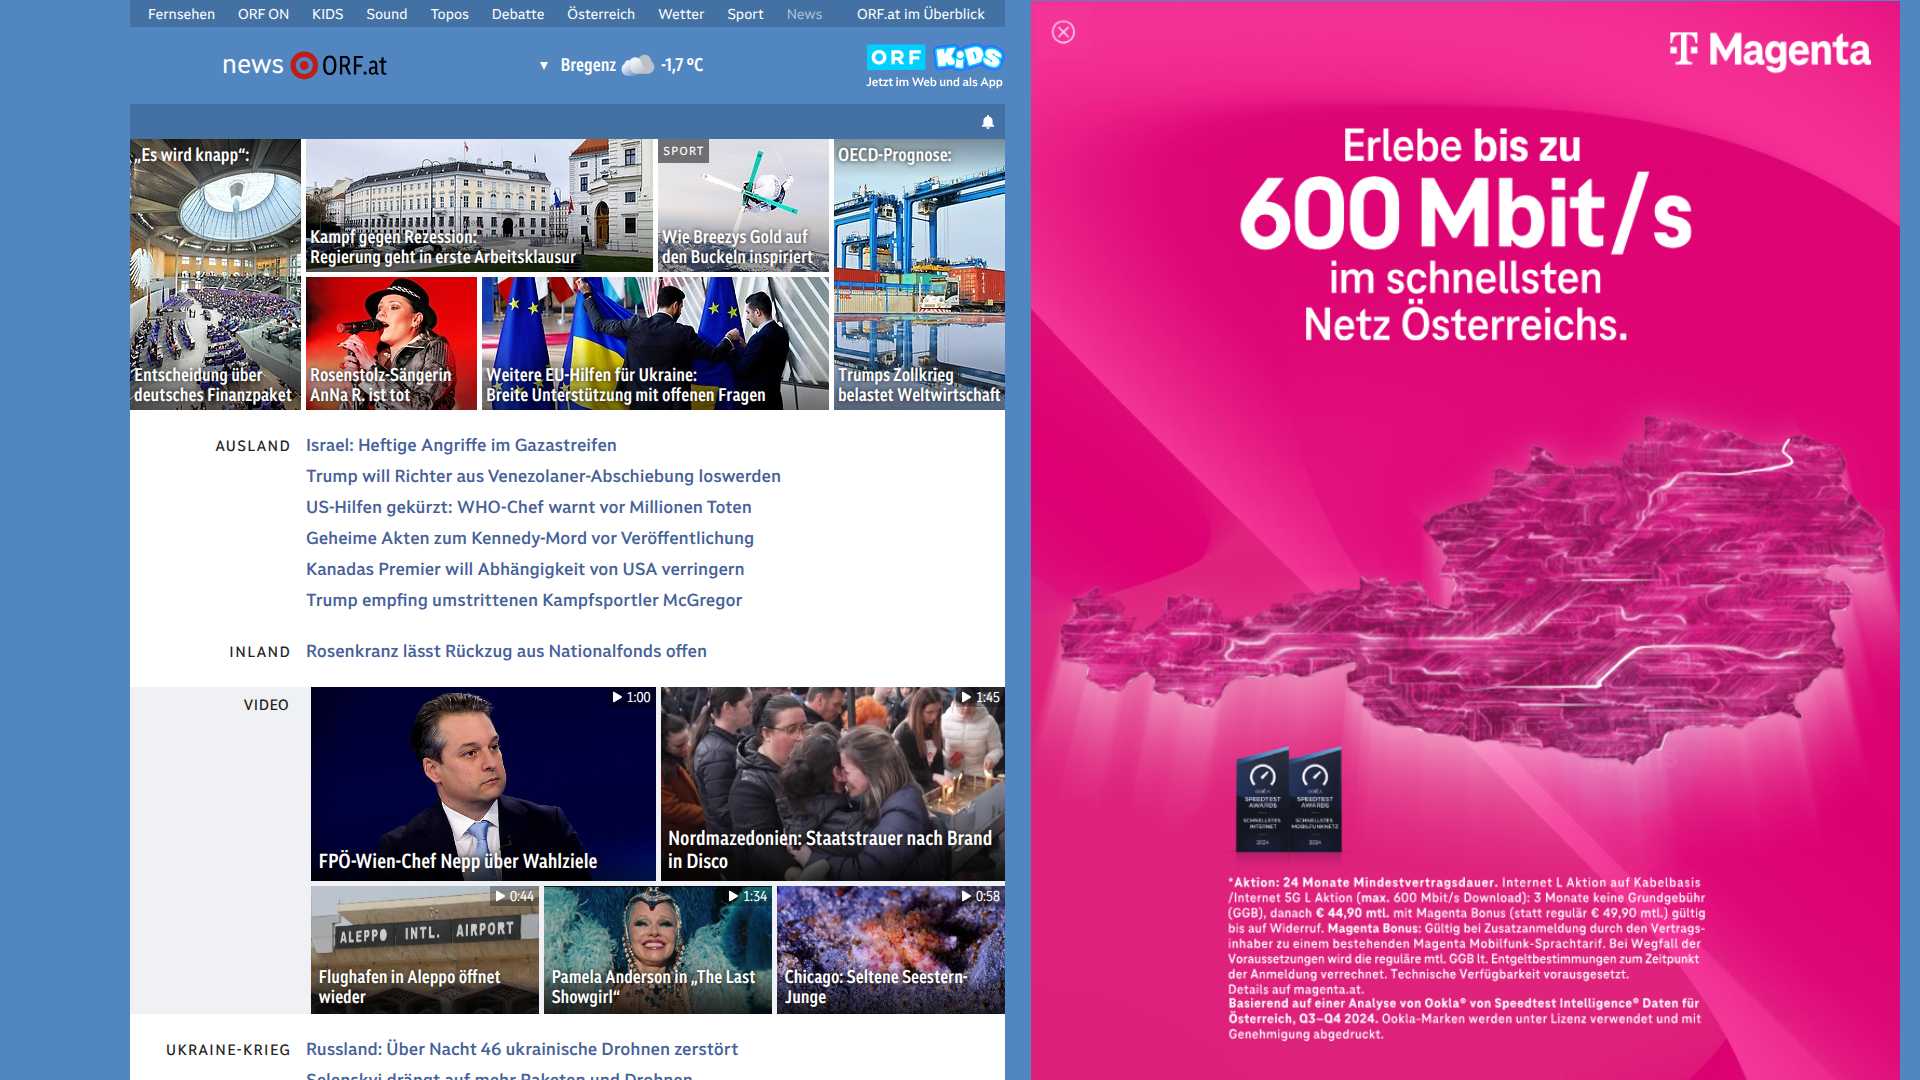 Fernsehen ORF ON KIDS Sound Topos Debatte Österreich Wetter Sport News ORF.at im Überblick
news ORF.at
▼ Bregenz -1,7 °C
ORF KiDS
Jetzt im Web und als App
„Es wird knapp“:
Entscheidung über
deutsches Finanzpaket
Kampf gegen Rezession:
Regierung geht in erste Arbeitsklausur
SPORT
Wie Breezys Gold auf
den Buckeln inspiriert
OECD-Prognose:
Trumps Zollkrieg
belastet Weltwirtschaft
Rosenstolz-Sängerin
AnNa R. ist tot
Weitere EU-Hilfen für Ukraine:
Breite Unterstützung mit offenen Fragen
AUSLAND
Israel: Heftige Angriffe im Gazastreifen
Trump will Richter aus Venezolaner-Abschiebung loswerden
US-Hilfen gekürzt: WHO-Chef warnt vor Millionen Toten
Geheime Akten zum Kennedy-Mord vor Veröffentlichung
Kanadas Premier will Abhängigkeit von USA verringern
Trump empfing umstrittenen Kampfsportler McGregor
INLAND
Rosenkranz lässt Rückzug aus Nationalfonds offen
VIDEO
1:00
FPÖ-Wien-Chef Nepp über Wahlziele
1:45
Nordmazedonien: Staatstrauer nach Brand
in Disco
0:44
ALEPPO INTL. AIRPORT
Flughafen in Aleppo öffnet
wieder
1:34
Pamela Anderson in „The Last
Showgirl“
0:58
Chicago: Seltene Seestern-
Junge
UKRAINE-KRIEG
Russland: Über Nacht 46 ukrainische Drohnen zerstört
Selenskyj drängt auf mehr Raketen und Drohnen
T Magenta
Erlebe bis zu
600 Mbit/s
im schnellsten
Netz Österreichs.
OOKLA
SPEEDTEST
AWARDS
SCHNELLSTES
INTERNET
2024
OOKLA
SPEEDTEST
AWARDS
SCHNELLSTES
MOBILFUNKNETZ
2024
*Aktion: 24 Monate Mindestvertragsdauer. Internet L Aktion auf Kabelbasis
/Internet 5G L Aktion (max. 600 Mbit/s Download): 3 Monate keine Grundgebühr
(GGB), danach € 44,90 mtl. mit Magenta Bonus (statt regulär € 49,90 mtl.) gültig
bis auf Widerruf. Magenta Bonus: Gültig bei Zusatzanmeldung durch den Vertrags-
inhaber zu einem bestehenden Magenta Mobilfunk-Sprachtarif. Bei Wegfall der
Voraussetzungen wird die reguläre mtl. GGB lt. Entgeltbestimmungen zum Zeitpunkt
der Anmeldung verrechnet. Technische Verfügbarkeit vorausgesetzt.
Details auf magenta.at.
Basierend auf einer Analyse von Ookla® von Speedtest Intelligence® Daten für
Österreich, Q3–Q4 2024. Ookla-Marken werden unter Lizenz verwendet und mit
Genehmigung abgedruckt.